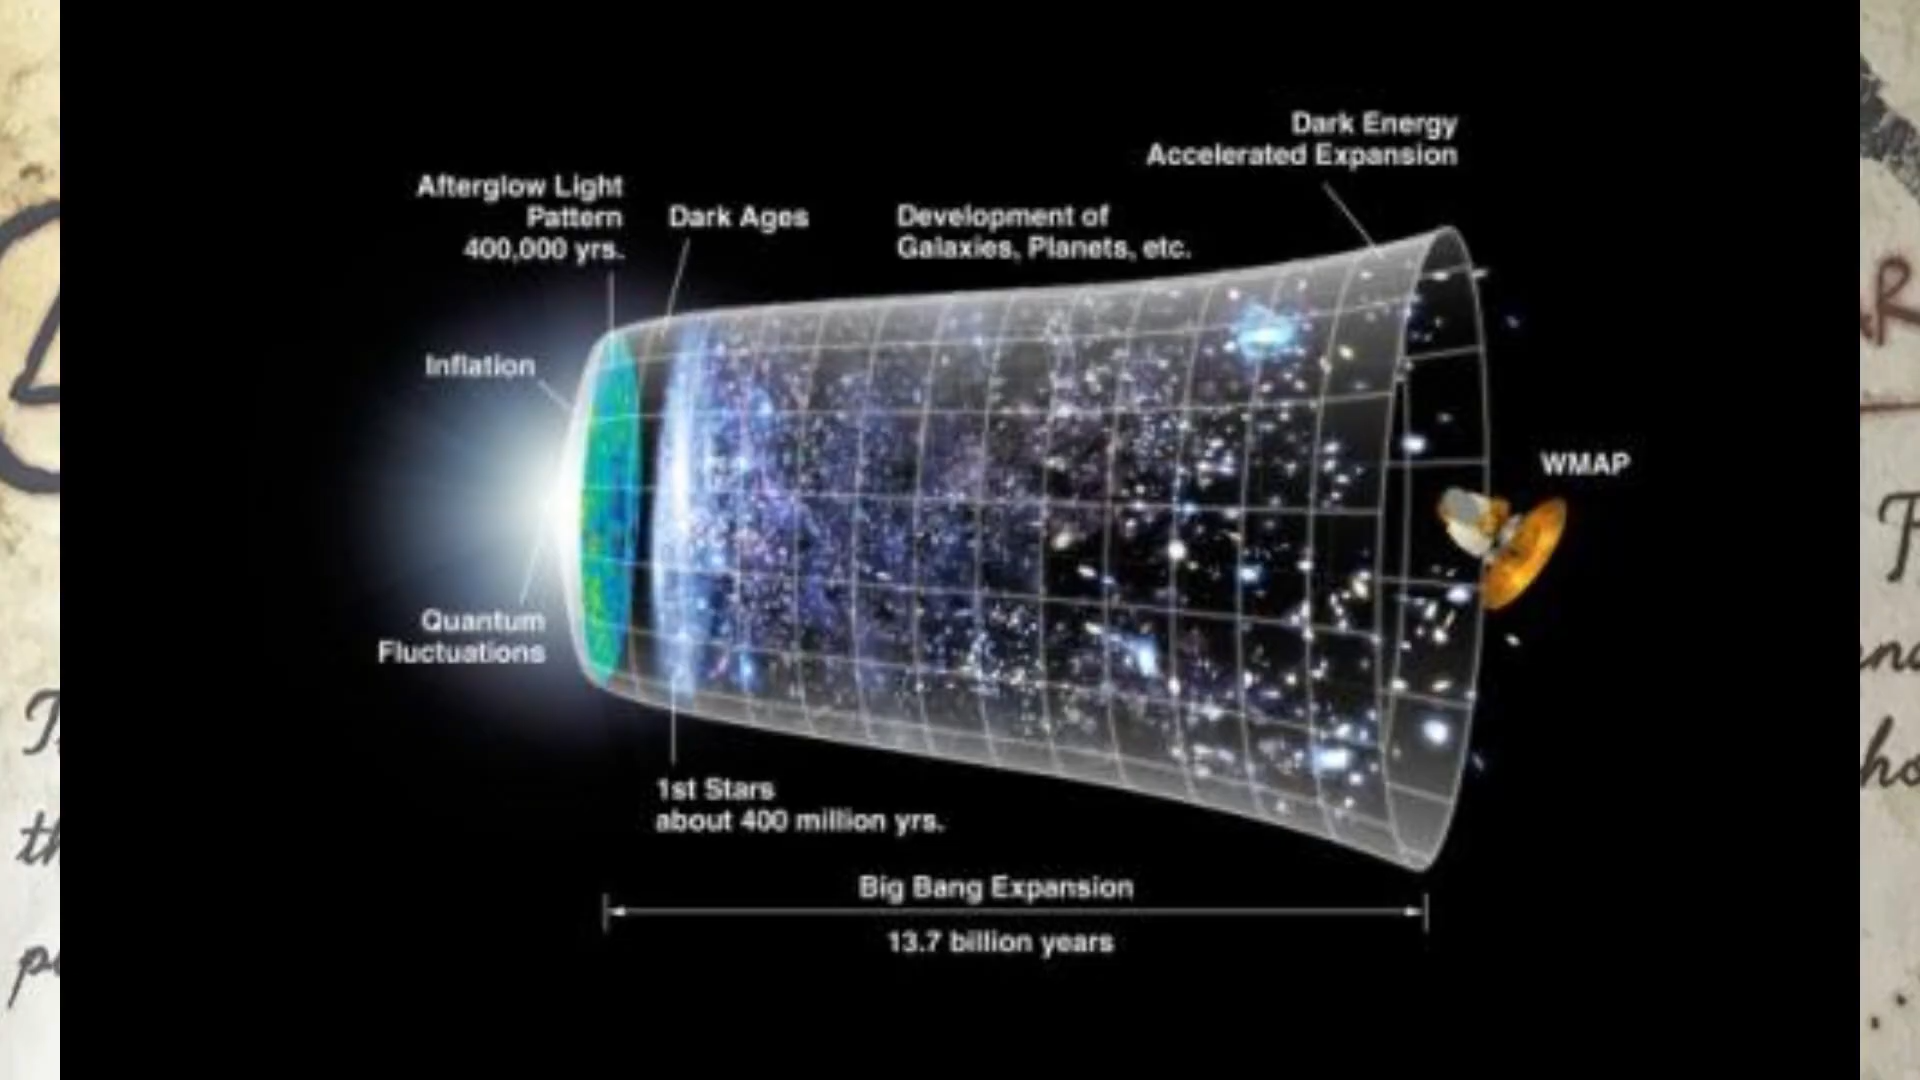 Dark Energy
Accelerated Expansion
Afterglow Light
Pattern
400,000 yrs.
Dark Ages
Development of
Galaxies, Planets, etc.
Inflation
WMAP
Quantum
Fluctuations
1st Stars
about 400 million yrs.
Big Bang Expansion
13.7 billion years